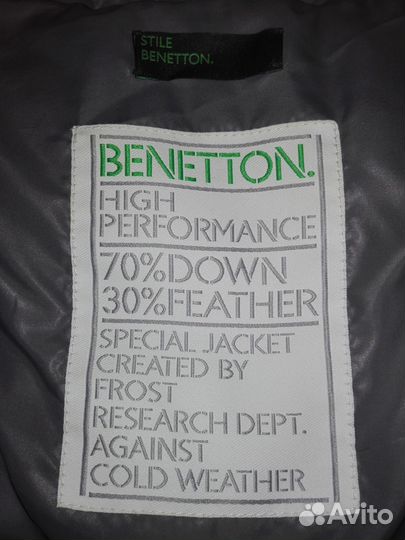 STILE
BENETTON.
BENETTON.
HIGH
PERFORMANCE
70%DOWN
30%FEATHER
SPECIAL JACKET
CREATED BY
FROST
RESEARCH DEPT.
AGAINST
COLD WEATHER
Avito